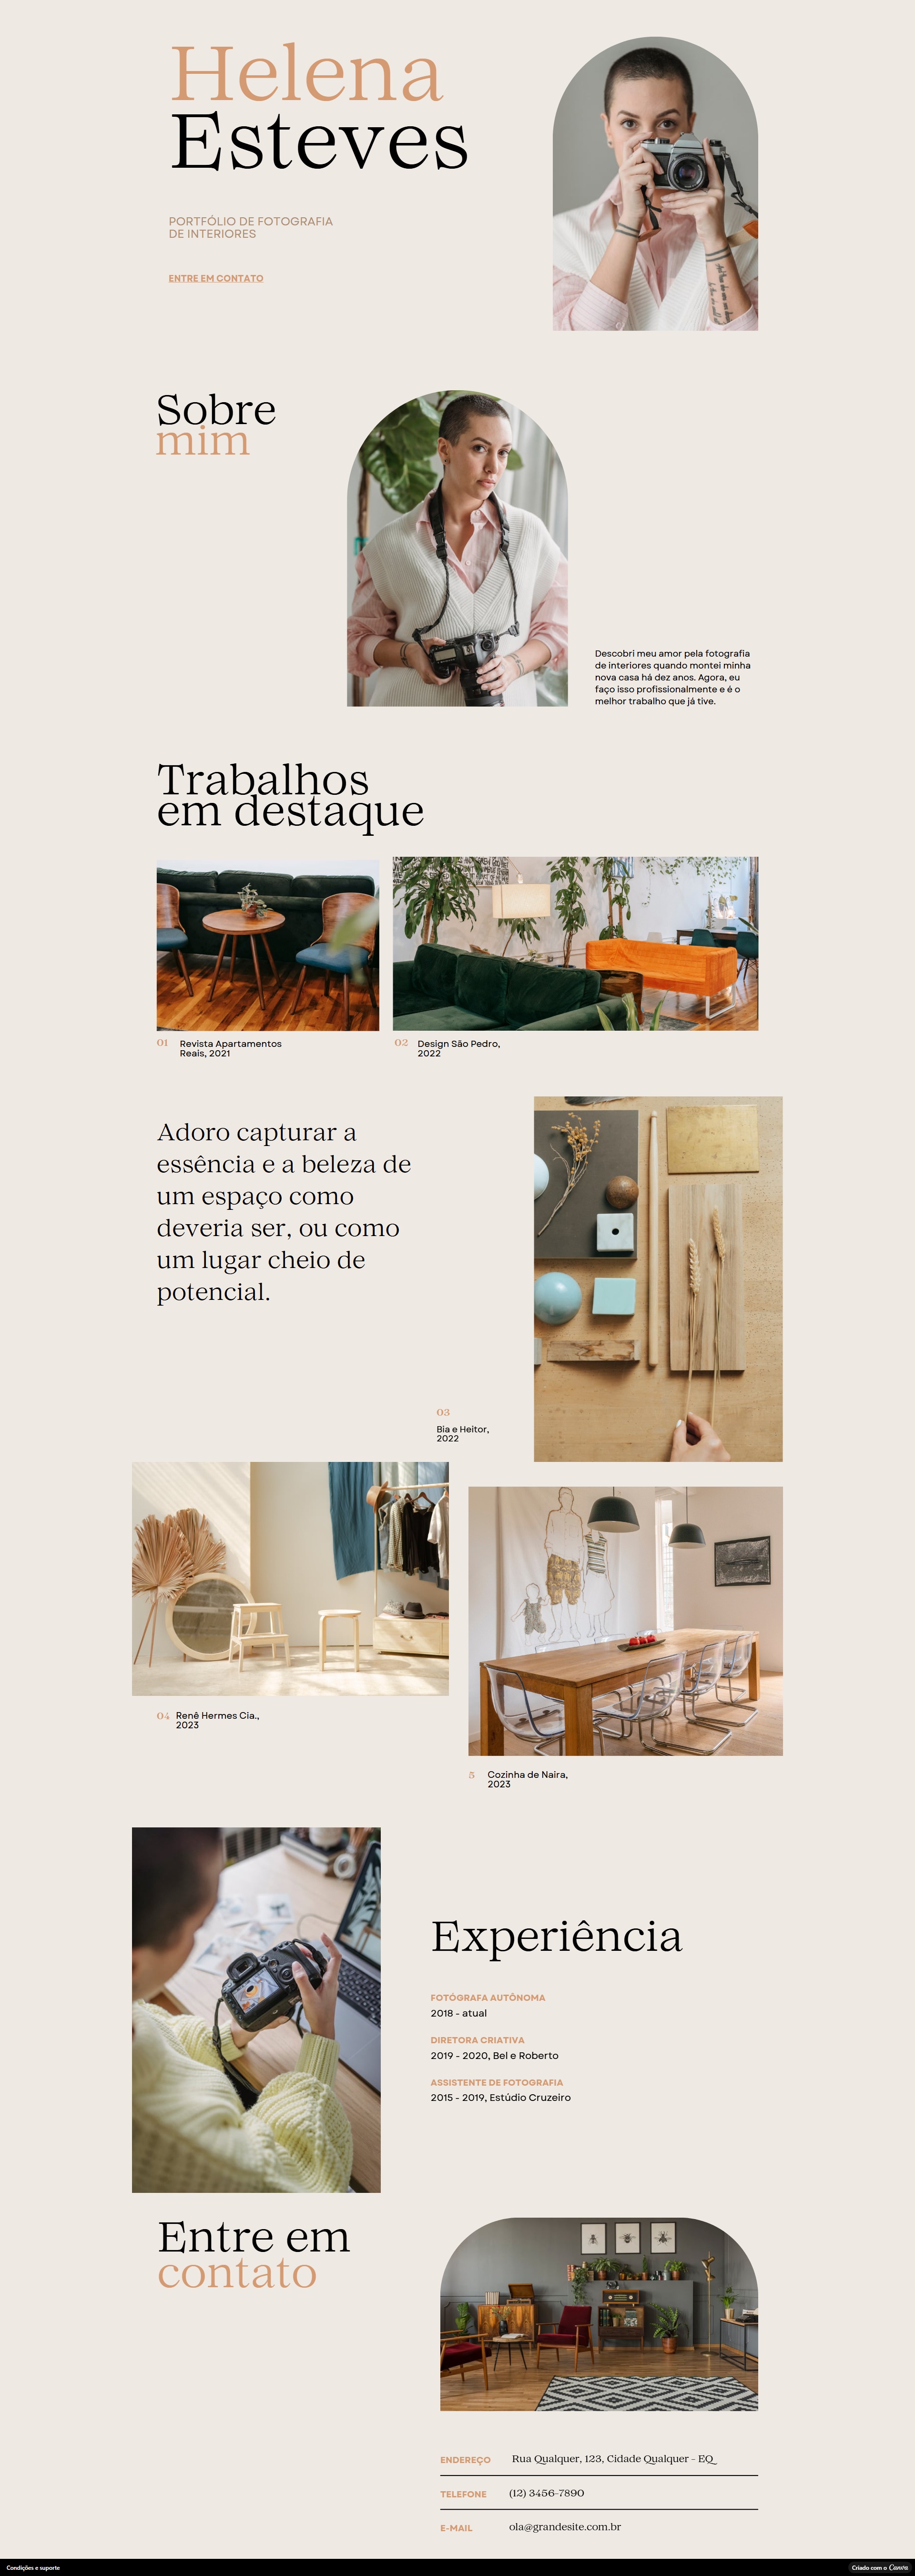 Helena
Esteves
PORTFÓLIO DE FOTOGRAFIA
DE INTERIORES
ENTRE EM CONTATO
Sobre
mim
Descobri meu amor pela fotografia
de interiores quando montei minha
nova casa há dez anos. Agora, eu
faço isso profissionalmente e é o
melhor trabalho que já tive.
Trabalhos
em destaque
01 Revista Apartamentos
Reais, 2021
02 Design São Pedro,
2022
Adoro capturar a
essência e a beleza de
um espaço como
deveria ser, ou como
um lugar cheio de
potencial.
03
Bia e Heitor,
2022
04 Renê Hermes Cia.,
2023
5 Cozinha de Naira,
2023
Experiência
FOTÓGRAFA AUTÔNOMA
2018 - atual
DIRETORA CRIATIVA
2019 - 2020, Bel e Roberto
ASSISTENTE DE FOTOGRAFIA
2015 - 2019, Estúdio Cruzeiro
Entre em
contato
ENDEREÇO Rua Qualquer, 123, Cidade Qualquer - EQ
TELEFONE (12) 3456-7890
E-MAIL ola@grandesite.com.br
Condições e suporte
Criado com o Canva